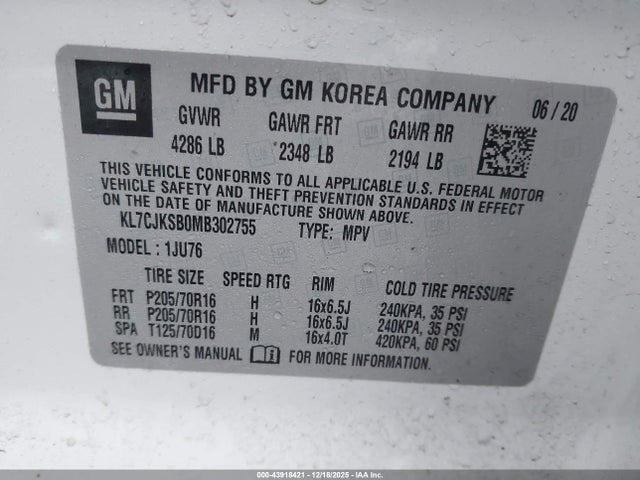 GM MFD BY GM KOREA COMPANY 06/20
GVWR GAWR FRT GAWR RR
4286 LB 2348 LB 2194 LB
THIS VEHICLE CONFORMS TO ALL APPLICABLE U.S. FEDERAL MOTOR
VEHICLE SAFETY AND THEFT PREVENTION STANDARDS IN EFFECT
ON THE DATE OF MANUFACTURE SHOWN ABOVE.
KL7CJKSB0MB302755 TYPE: MPV
MODEL : 1JU76
TIRE SIZE SPEED RTG RIM COLD TIRE PRESSURE
FRT P205/70R16 H 16x6.5J 240KPA, 35 PSI
RR P205/70R16 H 16x6.5J 240KPA, 35 PSI
SPA T125/70D16 M 16x4.0T 420KPA, 60 PSI
SEE OWNER'S MANUAL FOR MORE INFORMATION.
000-43918421 - 12/18/2025 - IAA Inc.